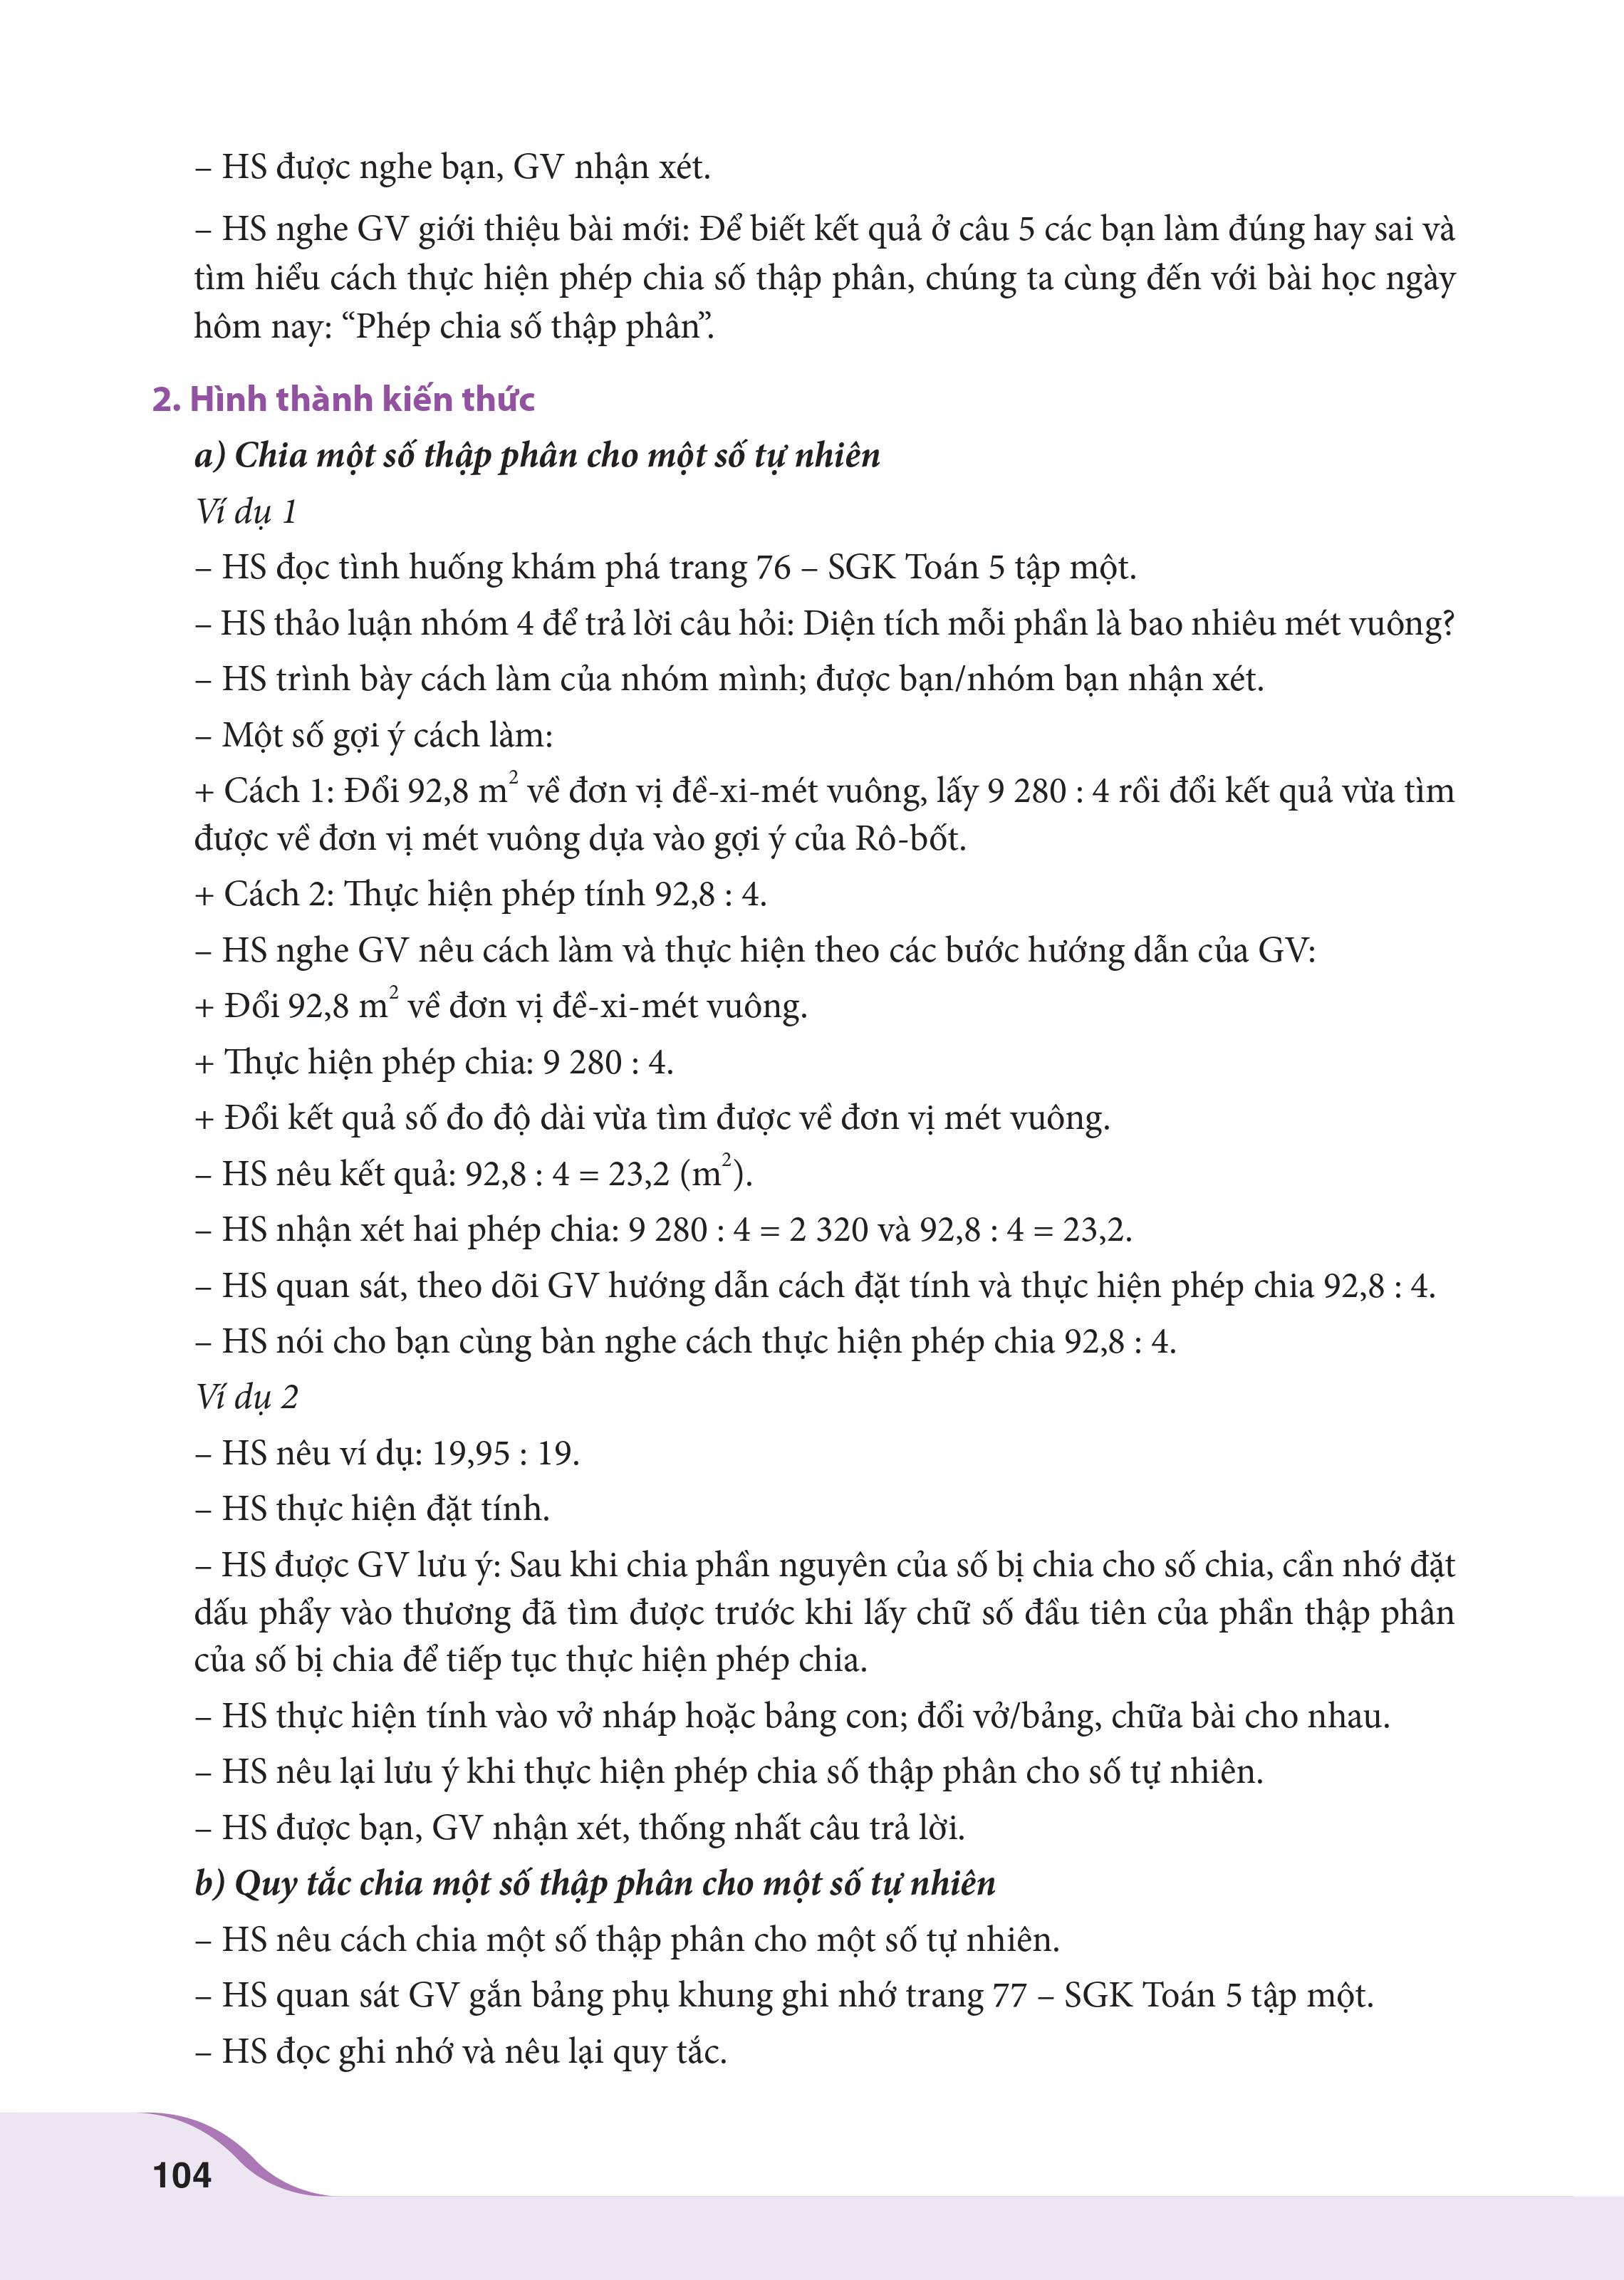 – HS được nghe bạn, GV nhận xét.
– HS nghe GV giới thiệu bài mới: Để biết kết quả ở câu 5 các bạn làm đúng hay sai và
tìm hiểu cách thực hiện phép chia số thập phân, chúng ta cùng đến với bài học ngày
hôm nay: “Phép chia số thập phân”.
2. Hình thành kiến thức
a) Chia một số thập phân cho một số tự nhiên
Ví dụ 1
– HS đọc tình huống khám phá trang 76 – SGK Toán 5 tập một.
– HS thảo luận nhóm 4 để trả lời câu hỏi: Diện tích mỗi phần là bao nhiêu mét vuông?
– HS trình bày cách làm của nhóm mình; được bạn/nhóm bạn nhận xét.
– Một số gợi ý cách làm:
+ Cách 1: Đổi 92,8 m² về đơn vị đề-xi-mét vuông, lấy 9 280 : 4 rồi đổi kết quả vừa tìm
được về đơn vị mét vuông dựa vào gợi ý của Rô-bốt.
+ Cách 2: Thực hiện phép tính 92,8 : 4.
– HS nghe GV nêu cách làm và thực hiện theo các bước hướng dẫn của GV:
+ Đổi 92,8 m² về đơn vị đề-xi-mét vuông.
+ Thực hiện phép chia: 9 280 : 4.
+ Đổi kết quả số đo độ dài vừa tìm được về đơn vị mét vuông.
– HS nêu kết quả: 92,8 : 4 = 23,2 (m²).
– HS nhận xét hai phép chia: 9 280 : 4 = 2 320 và 92,8 : 4 = 23,2.
– HS quan sát, theo dõi GV hướng dẫn cách đặt tính và thực hiện phép chia 92,8 : 4.
– HS nói cho bạn cùng bàn nghe cách thực hiện phép chia 92,8 : 4.
Ví dụ 2
– HS nêu ví dụ: 19,95 : 19.
– HS thực hiện đặt tính.
– HS được GV lưu ý: Sau khi chia phần nguyên của số bị chia cho số chia, cần nhớ đặt
dấu phẩy vào thương đã tìm được trước khi lấy chữ số đầu tiên của phần thập phân
của số bị chia để tiếp tục thực hiện phép chia.
– HS thực hiện tính vào vở nháp hoặc bảng con; đổi vở/bảng, chữa bài cho nhau.
– HS nêu lại lưu ý khi thực hiện phép chia số thập phân cho số tự nhiên.
– HS được bạn, GV nhận xét, thống nhất câu trả lời.
b) Quy tắc chia một số thập phân cho một số tự nhiên
– HS nêu cách chia một số thập phân cho một số tự nhiên.
– HS quan sát GV gắn bảng phụ khung ghi nhớ trang 77 – SGK Toán 5 tập một.
– HS đọc ghi nhớ và nêu lại quy tắc.
104